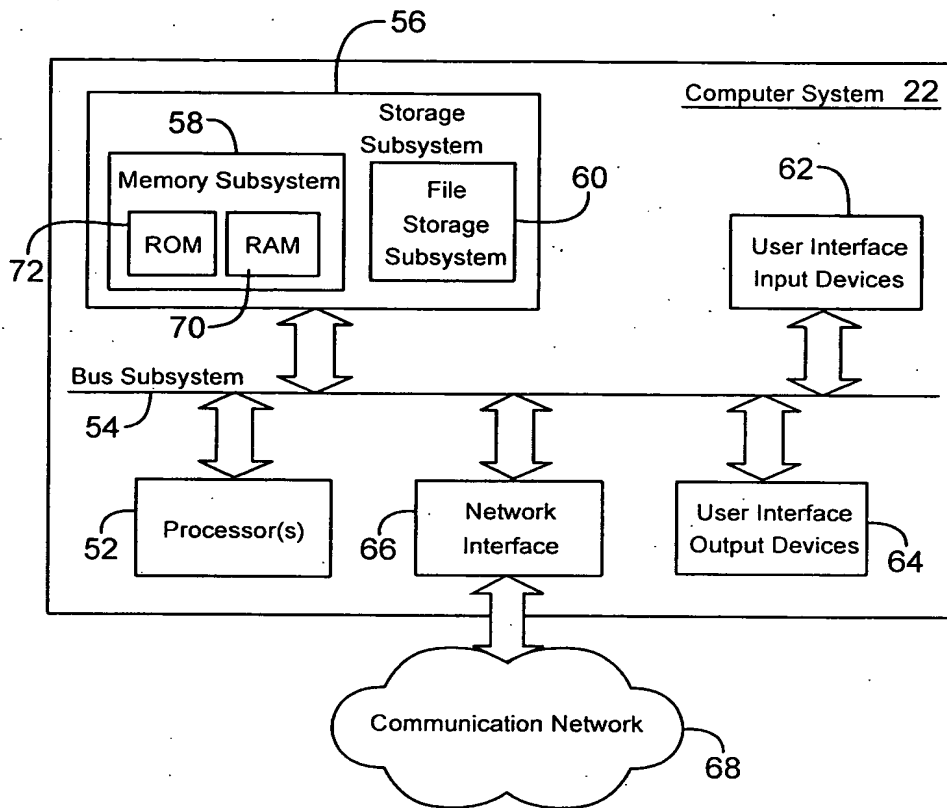 56
Computer System 22
Storage
Subsystem
58
Memory Subsystem
File
Storage
Subsystem
60
62
ROM
RAM
72
70
User Interface
Input Devices
Bus Subsystem
54
52
Processor(s)
66
Network
Interface
User Interface
Output Devices
64
Communication Network
68